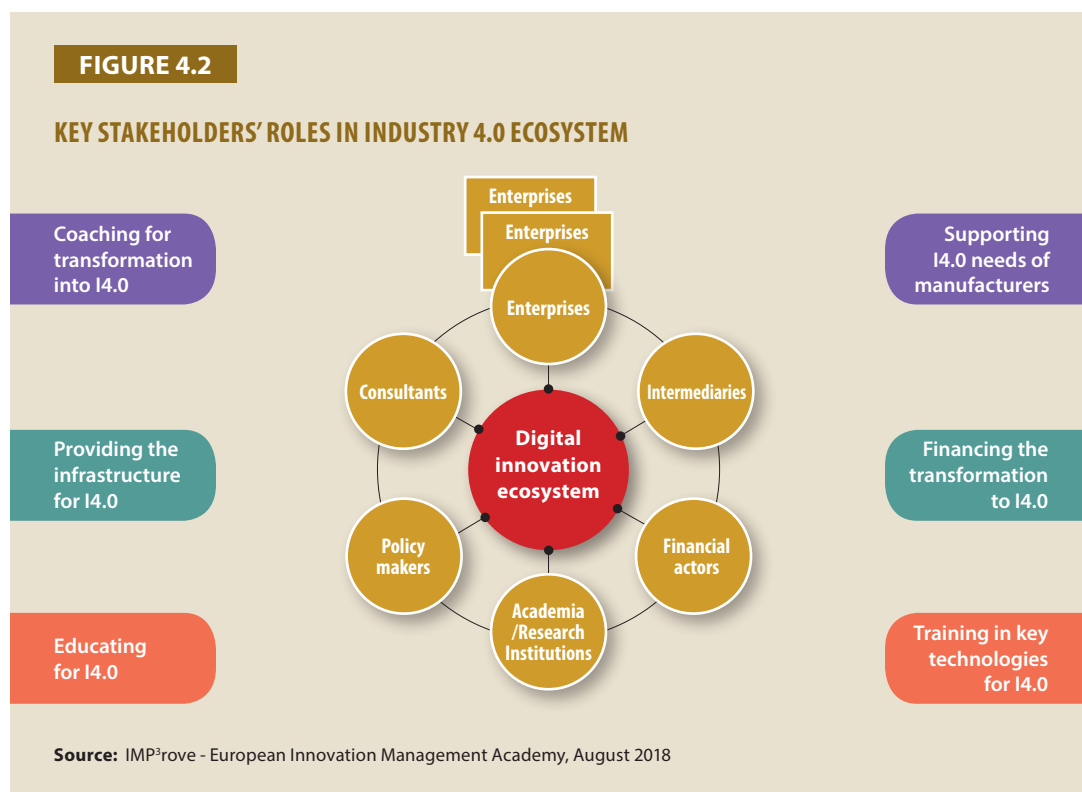 FIGURE 4.2
KEY STAKEHOLDERS' ROLES IN INDUSTRY 4.0 ECOSYSTEM
Coaching for
transformation
into I4.0
Providing the
infrastructure
for I4.0
Educating
for I4.0
Enterprises
Enterprises
Enterprises
Consultants
Intermediaries
Digital
innovation
ecosystem
Policy
makers
Financial
actors
Academia
/Research
Institutions
Supporting
I4.0 needs of
manufacturers
Financing the
transformation
to I4.0
Training in key
technologies
for I4.0
Source: IMP³rove - European Innovation Management Academy, August 2018